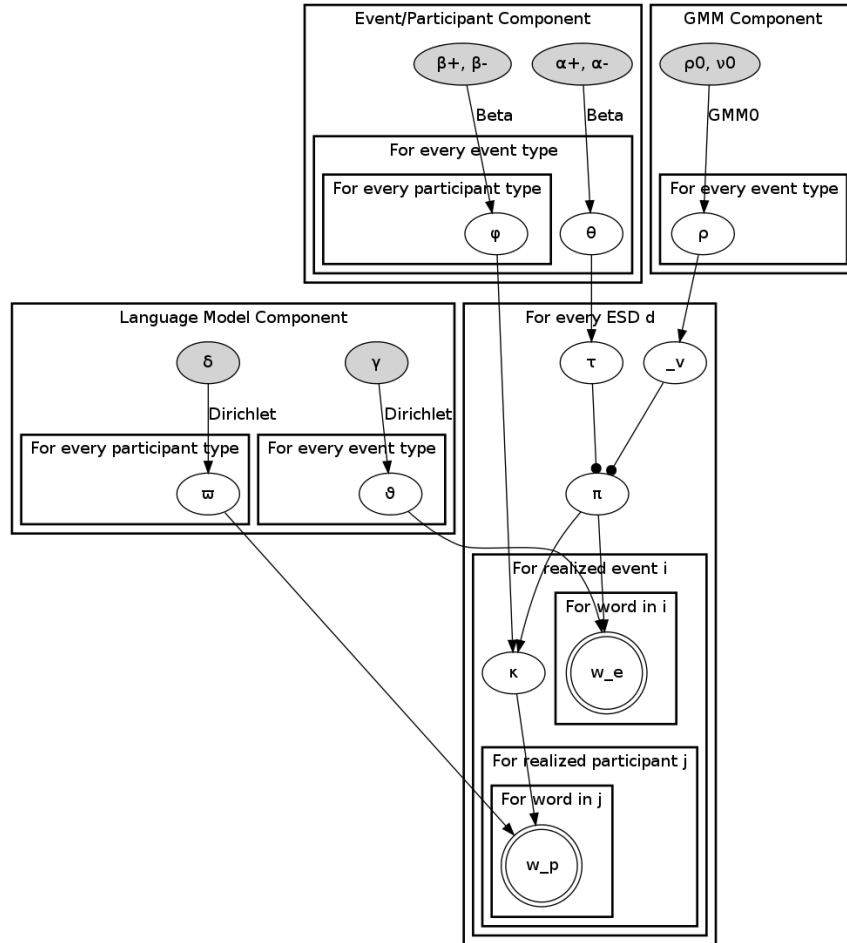 Event/Participant Component
GMM Component
β+, β-
α+, α-
ρ0, ν0
Beta
Beta
GMM0
For every event type
For every participant type
For every event type
φ
θ
ρ
Language Model Component
For every ESD d
δ
γ
τ
_v
Dirichlet
Dirichlet
For every participant type
For every event type
ϖ
ϑ
π
For realized event i
For word in i
κ
w_e
For realized participant j
For word in j
w_p